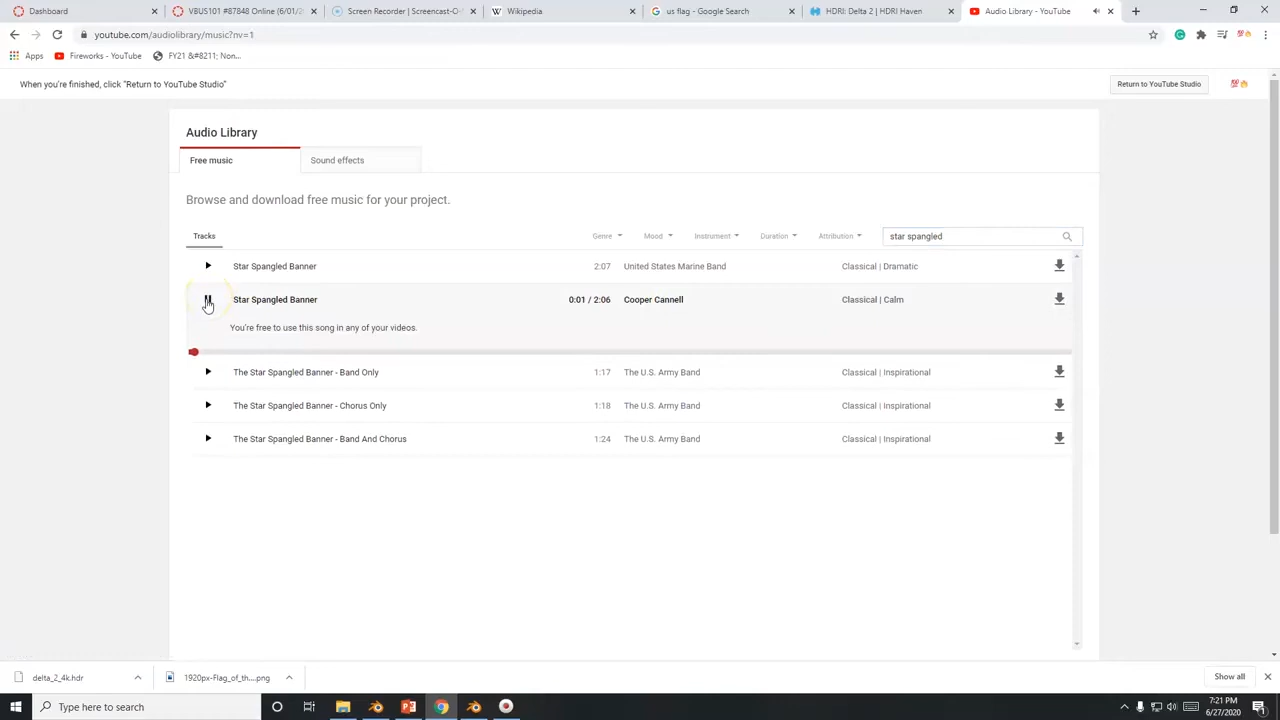 Dashboard
VBUS101 #87848 Online (6/01/2
Screen Recorder | Screencast-O-
Wikipedia
us flag - Google Search
HDRI: Delta 2 | HDRI Haven
Audio Library - YouTube
youtube.com/audiolibrary/music?nv=1
Apps
Fireworks - YouTube
FY21 &#8211; Non...
When you're finished, click "Return to YouTube Studio"
Return to YouTube Studio
Audio Library
Free music
Sound effects
Browse and download free music for your project.
Tracks
Genre
Mood
Instrument
Duration
Attribution
star spangled
Star Spangled Banner 2:07 United States Marine Band Classical | Dramatic
Star Spangled Banner 0:01 / 2:06 Cooper Cannell Classical | Calm
You're free to use this song in any of your videos.
The Star Spangled Banner - Band Only 1:17 The U.S. Army Band Classical | Inspirational
The Star Spangled Banner - Chorus Only 1:18 The U.S. Army Band Classical | Inspirational
The Star Spangled Banner - Band And Chorus 1:24 The U.S. Army Band Classical | Inspirational
delta_2_4k.hdr
1920px-Flag_of_th....png
Show all
Type here to search
7:21 PM
6/27/2020